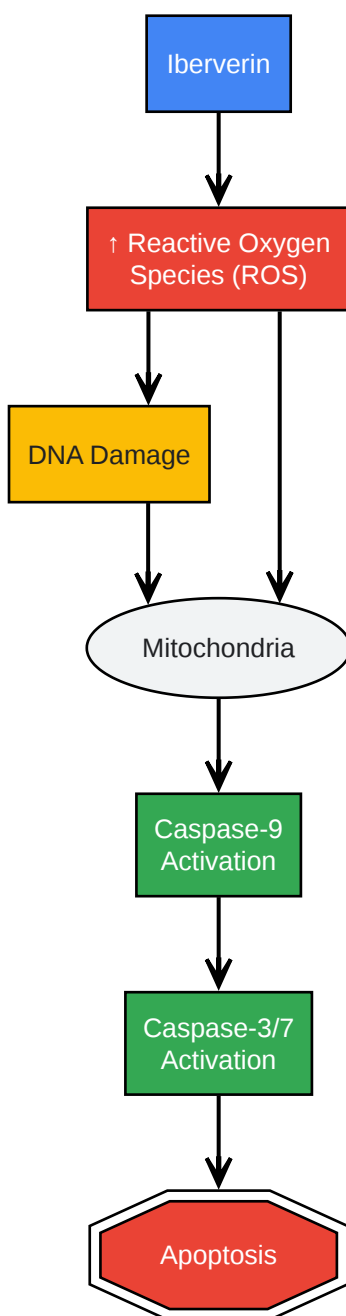 Iberverin
↑ Reactive Oxygen
Species (ROS)
DNA Damage
Mitochondria
Caspase-9
Activation
Caspase-3/7
Activation
Apoptosis